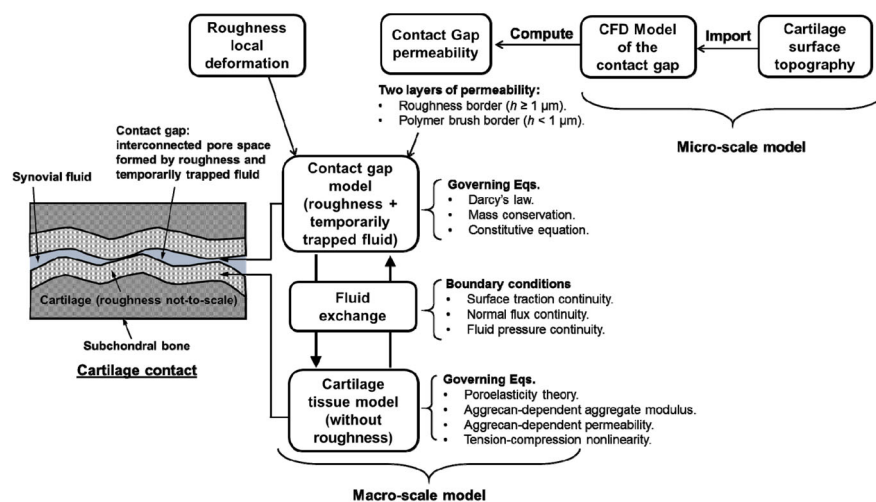 Roughness
local
deformation
Contact Gap
permeability
Compute
CFD Model
of the
contact gap
Import
Cartilage
surface
topography
Two layers of permeability:
• Roughness border (h ≥ 1 μm).
• Polymer brush border (h < 1 μm).
Micro-scale model
Contact gap:
interconnected pore space
formed by roughness and
temporarily trapped fluid
Synovial fluid
Cartilage (roughness not-to-scale)
Subchondral bone
Cartilage contact
Contact gap
model
(roughness +
temporarily
trapped fluid)
Governing Eqs.
• Darcy's law.
• Mass conservation.
• Constitutive equation.
Fluid
exchange
Boundary conditions
• Surface traction continuity.
• Normal flux continuity.
• Fluid pressure continuity.
Cartilage
tissue model
(without
roughness)
Governing Eqs.
• Poroelasticity theory.
• Aggrecan-dependent aggregate modulus.
• Aggrecan-dependent permeability.
• Tension-compression nonlinearity.
Macro-scale model